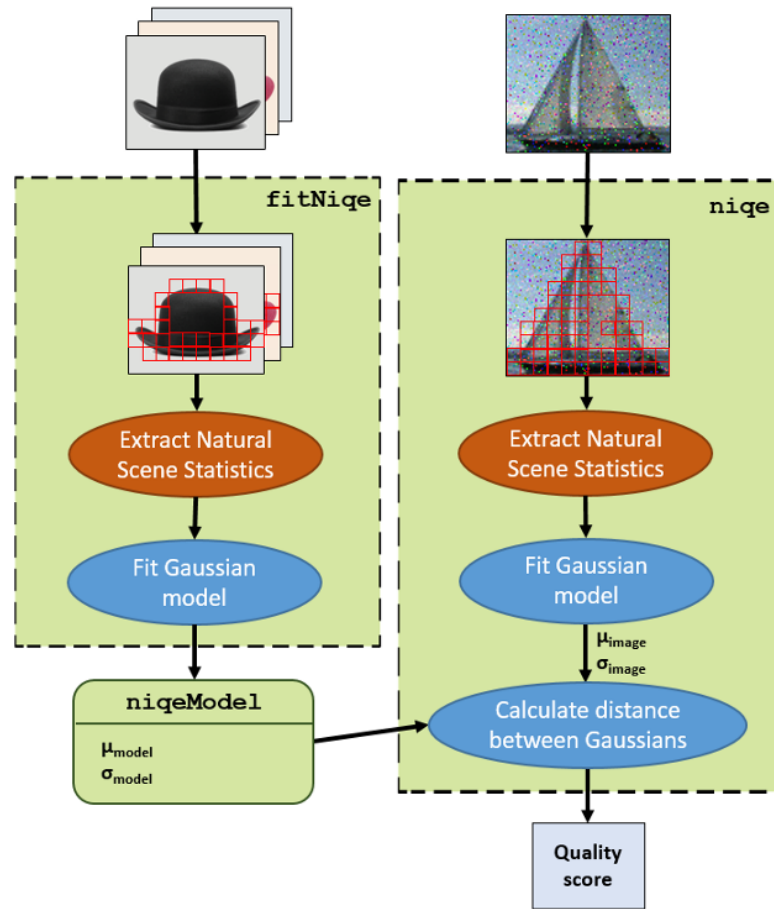 fitNiqe
Extract Natural
Scene Statistics
Fit Gaussian
model
niqeModel
μmodel
σmodel
niqe
Extract Natural
Scene Statistics
Fit Gaussian
model
μimage
σimage
Calculate distance
between Gaussians
Quality
score